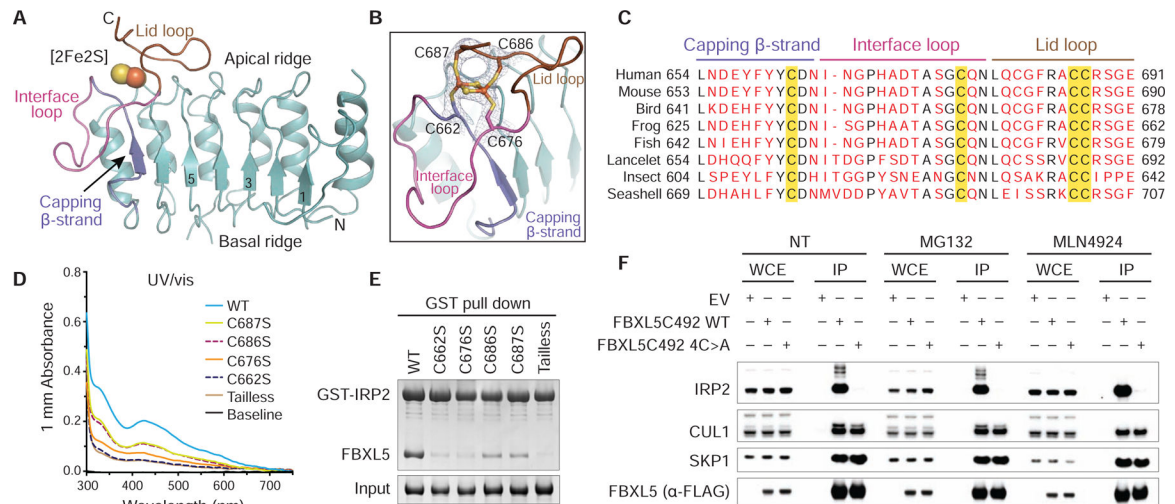 A
C
Lid loop
[2Fe2S]
Apical ridge
Interface
loop
5
3
1
Capping
β-strand
N
Basal ridge
B
C687
C686
Lid loop
C662
C676
Interface
loop
Capping
β-strand
C
Capping β-strand Interface loop Lid loop
Human 654 LNDEYFYYCDNI-NGPHADTASGCQNLQCGFRACCRSGE 691
Mouse 653 LNDEYFYYCDNI-NGPHADTASGCQNLQCGFRACCRSGE 690
Bird 641 LKDEHFYYCDNI-NGPHADTASGCQNLQCGFRACCRSGE 678
Frog 625 LNDEHFYYCDNI-SGPHAATASGCQNLQCGFRACCRSGE 662
Fish 642 LNIEHFYYCDNI-NGPHADTASGCQNLQCGFRVCCRSGE 679
Lancelet 654 LDHQQFYYCDNITDGPFSDTASGCQNLQCSSRVCCRSGE 692
Insect 604 LSPEYLFYCDNITDGPYSNEANGCNNLQSAKRACCIPPE 642
Seashell 669 LDHAHLFYCDNMVDDPYAVTASGCNNLEISSRKCCRSGE 707
D
UV/vis
1 mm Absorbance
0.8
0.6
0.4
0.2
0.0
300 400 500 600 700
Wavelength (nm)
WT
C687S
C686S
C676S
C662S
Tailless
Baseline
E
GST pull down
WT
C662S
C676S
C686S
C687S
Tailless
GST-IRP2
FBXL5
Input
F
NT MG132 MLN4924
WCE IP WCE IP WCE IP
EV + – – + – – + – – + – – + – – + – –
FBXL5C492 WT – + – – + – – + – – + – – + – – + –
FBXL5C492 4C>A – – + – – + – – + – – + – – + – – +
IRP2
CUL1
SKP1
FBXL5 (α-FLAG)